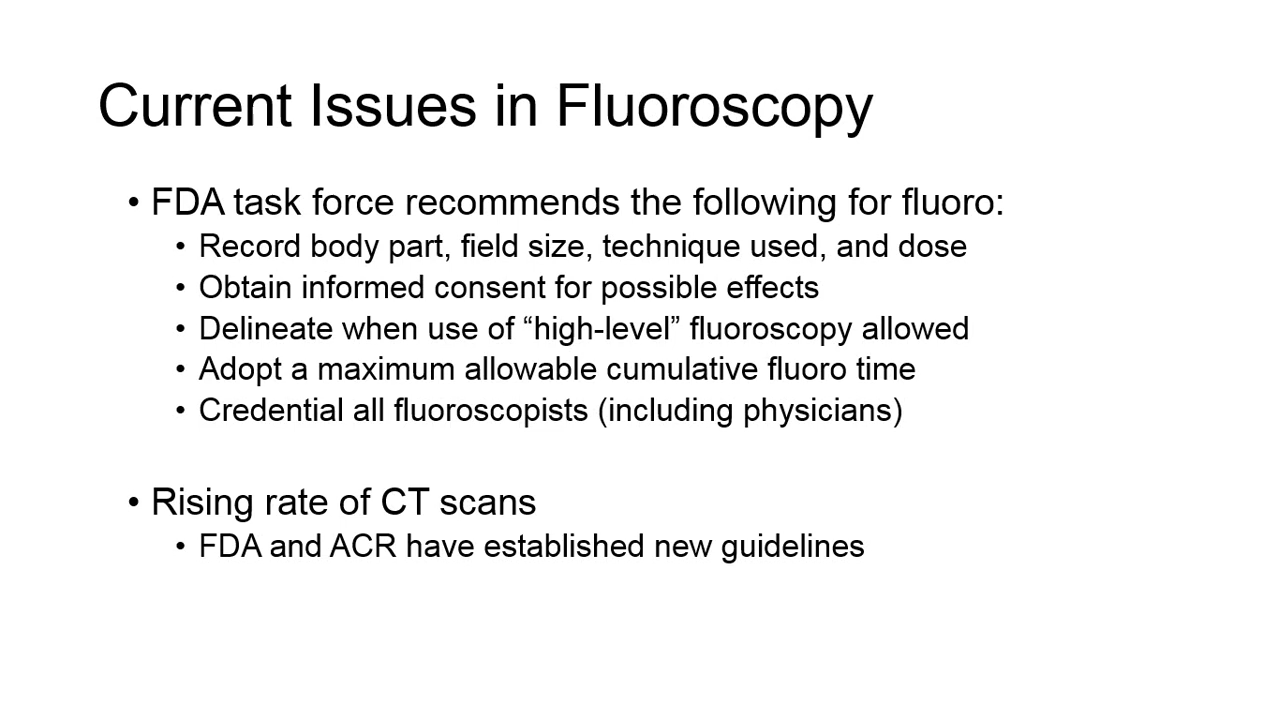 Current Issues in Fluoroscopy
• FDA task force recommends the following for fluoro:
• Record body part, field size, technique used, and dose
• Obtain informed consent for possible effects
• Delineate when use of “high-level” fluoroscopy allowed
• Adopt a maximum allowable cumulative fluoro time
• Credential all fluoroscopists (including physicians)
• Rising rate of CT scans
• FDA and ACR have established new guidelines